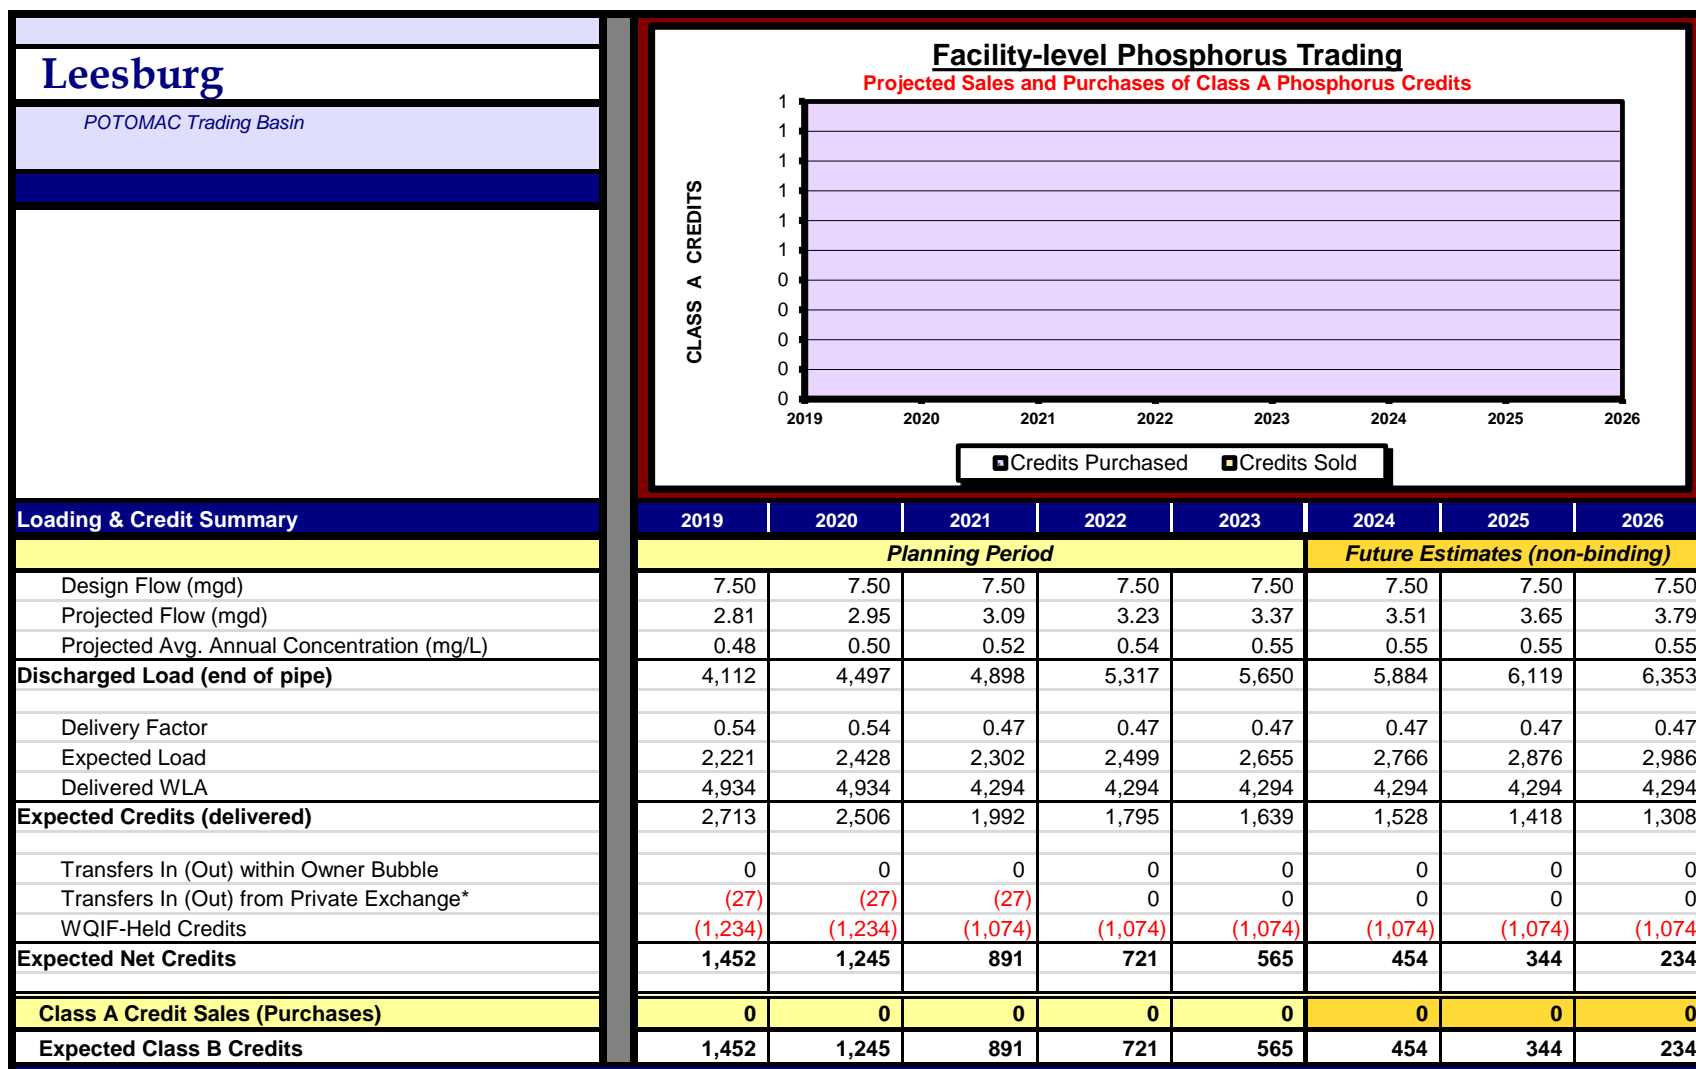 Leesburg
POTOMAC Trading Basin
Facility-level Phosphorus Trading
Projected Sales and Purchases of Class A Phosphorus Credits
CLASS A CREDITS
1
1
1
1
1
1
0
0
0
0
0
2019 2020 2021 2022 2023 2024 2025 2026
Credits Purchased Credits Sold
Loading & Credit Summary 2019 2020 2021 2022 2023 2024 2025 2026
Planning Period Future Estimates (non-binding)
Design Flow (mgd) 7.50 7.50 7.50 7.50 7.50 7.50 7.50 7.50
Projected Flow (mgd) 2.81 2.95 3.09 3.23 3.37 3.51 3.65 3.79
Projected Avg. Annual Concentration (mg/L) 0.48 0.50 0.52 0.54 0.55 0.55 0.55 0.55
Discharged Load (end of pipe) 4,112 4,497 4,898 5,317 5,650 5,884 6,119 6,353
Delivery Factor 0.54 0.54 0.47 0.47 0.47 0.47 0.47 0.47
Expected Load 2,221 2,428 2,302 2,499 2,655 2,766 2,876 2,986
Delivered WLA 4,934 4,934 4,294 4,294 4,294 4,294 4,294 4,294
Expected Credits (delivered) 2,713 2,506 1,992 1,795 1,639 1,528 1,418 1,308
Transfers In (Out) within Owner Bubble 0 0 0 0 0 0 0 0
Transfers In (Out) from Private Exchange* (27) (27) (27) 0 0 0 0 0
WQIF-Held Credits (1,234) (1,234) (1,074) (1,074) (1,074) (1,074) (1,074) (1,074
Expected Net Credits 1,452 1,245 891 721 565 454 344 234
Class A Credit Sales (Purchases) 0 0 0 0 0 0 0 0
Expected Class B Credits 1,452 1,245 891 721 565 454 344 234